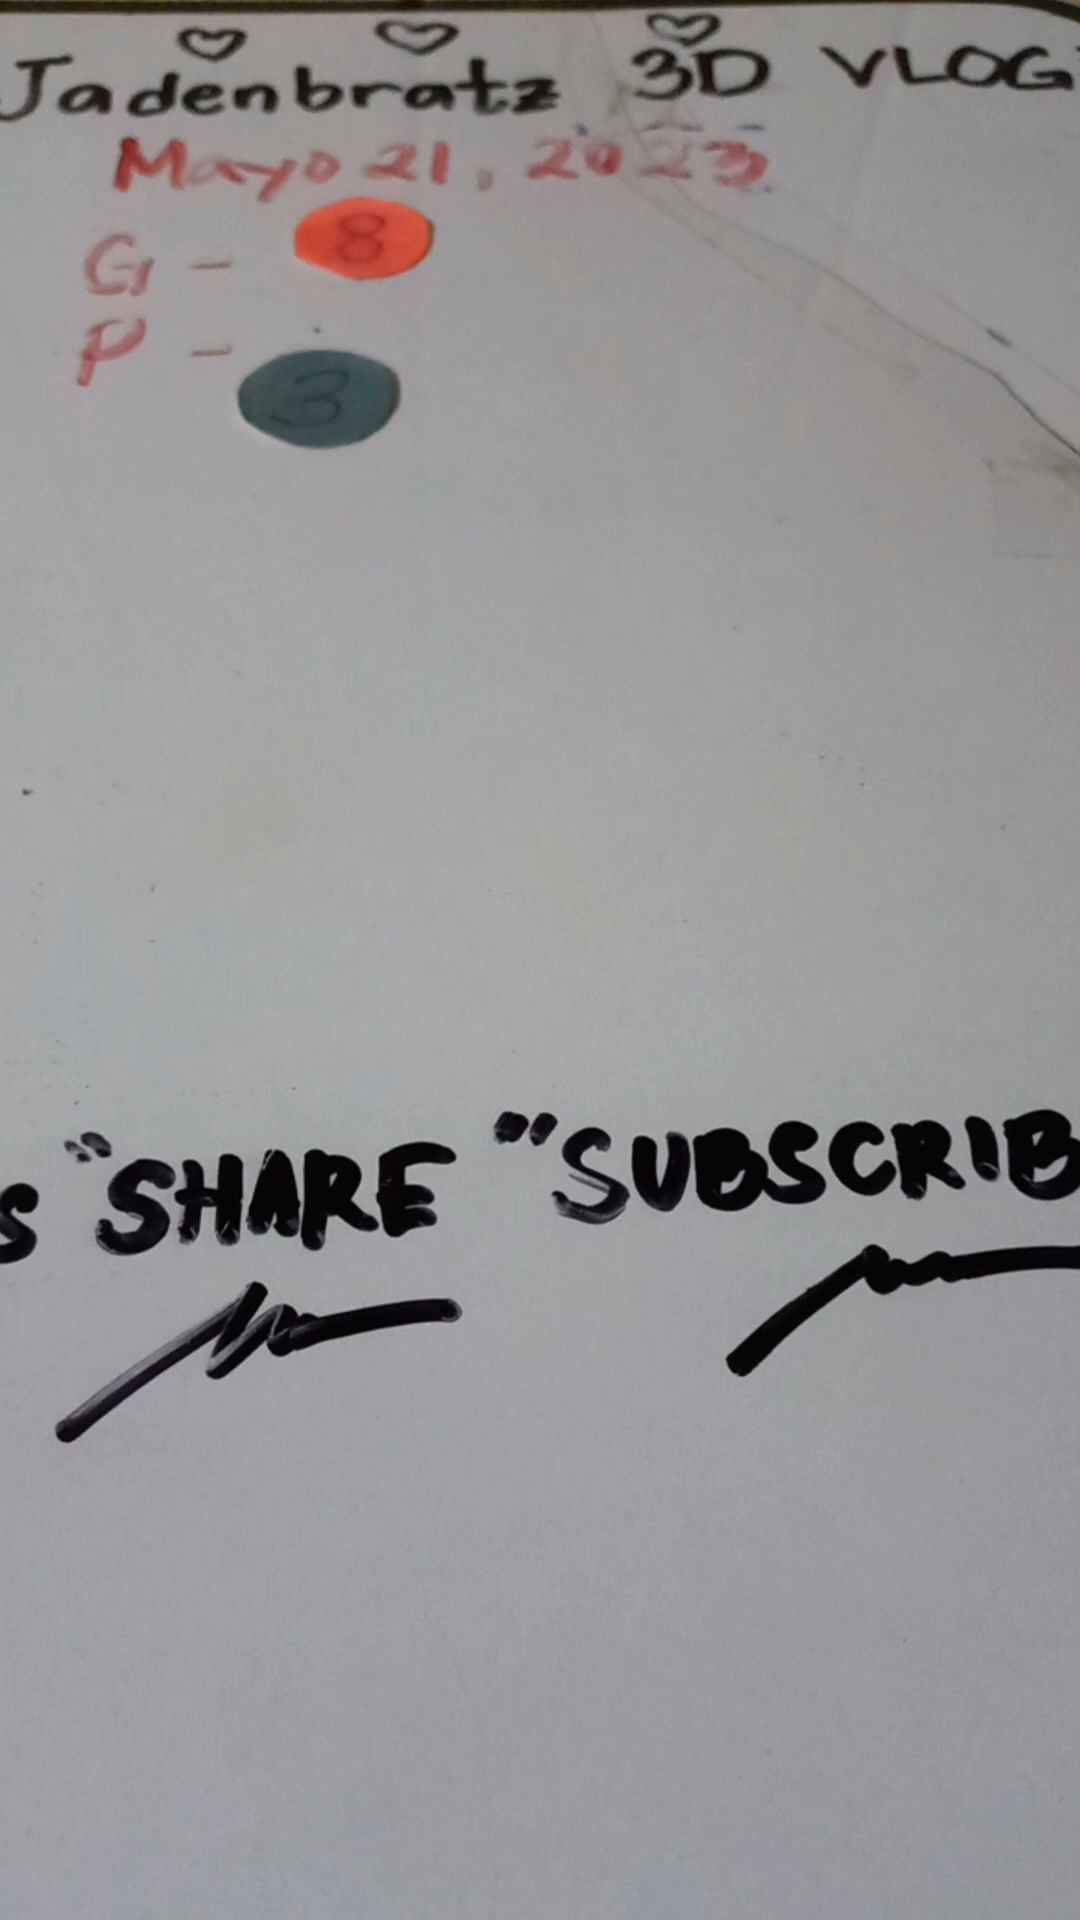 Jadenbratz 3D VLOG
Mayo 21, 2023
G - 8
P - 3
s "SHARE "SUBSCRIB